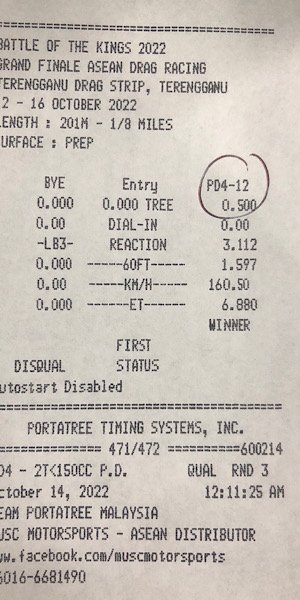 =================================
BATTLE OF THE KINGS 2022
GRAND FINALE ASEAN DRAG RACING
TERENGGANU DRAG STRIP, TERENGGANU
12 - 16 OCTOBER 2022
LENGTH : 201M - 1/8 MILES
SURFACE : PREP
BYE Entry PD4-12
0.000 0.000 TREE 0.500
0.00 DIAL-IN 0.00
-LB3- REACTION 3.112
0.000 ------60FT----- 1.597
0.00 ------KM/H----- 160.50
0.000 ------ET----- 6.880
WINNER
FIRST
DISQUAL STATUS
utostart Disabled
=================================
PORTATREE TIMING SYSTEMS, INC.
============= 471/472 ==========600214
D4 - 2T<150CC P.D. QUAL RND 3
ctober 14, 2022 12:11:25 AM
EAM PORTATREE MALAYSIA
USC MOTORSPORTS - ASEAN DISTRIBUTOR
ww.facebook.com/muscmotorsports
6016-6681490